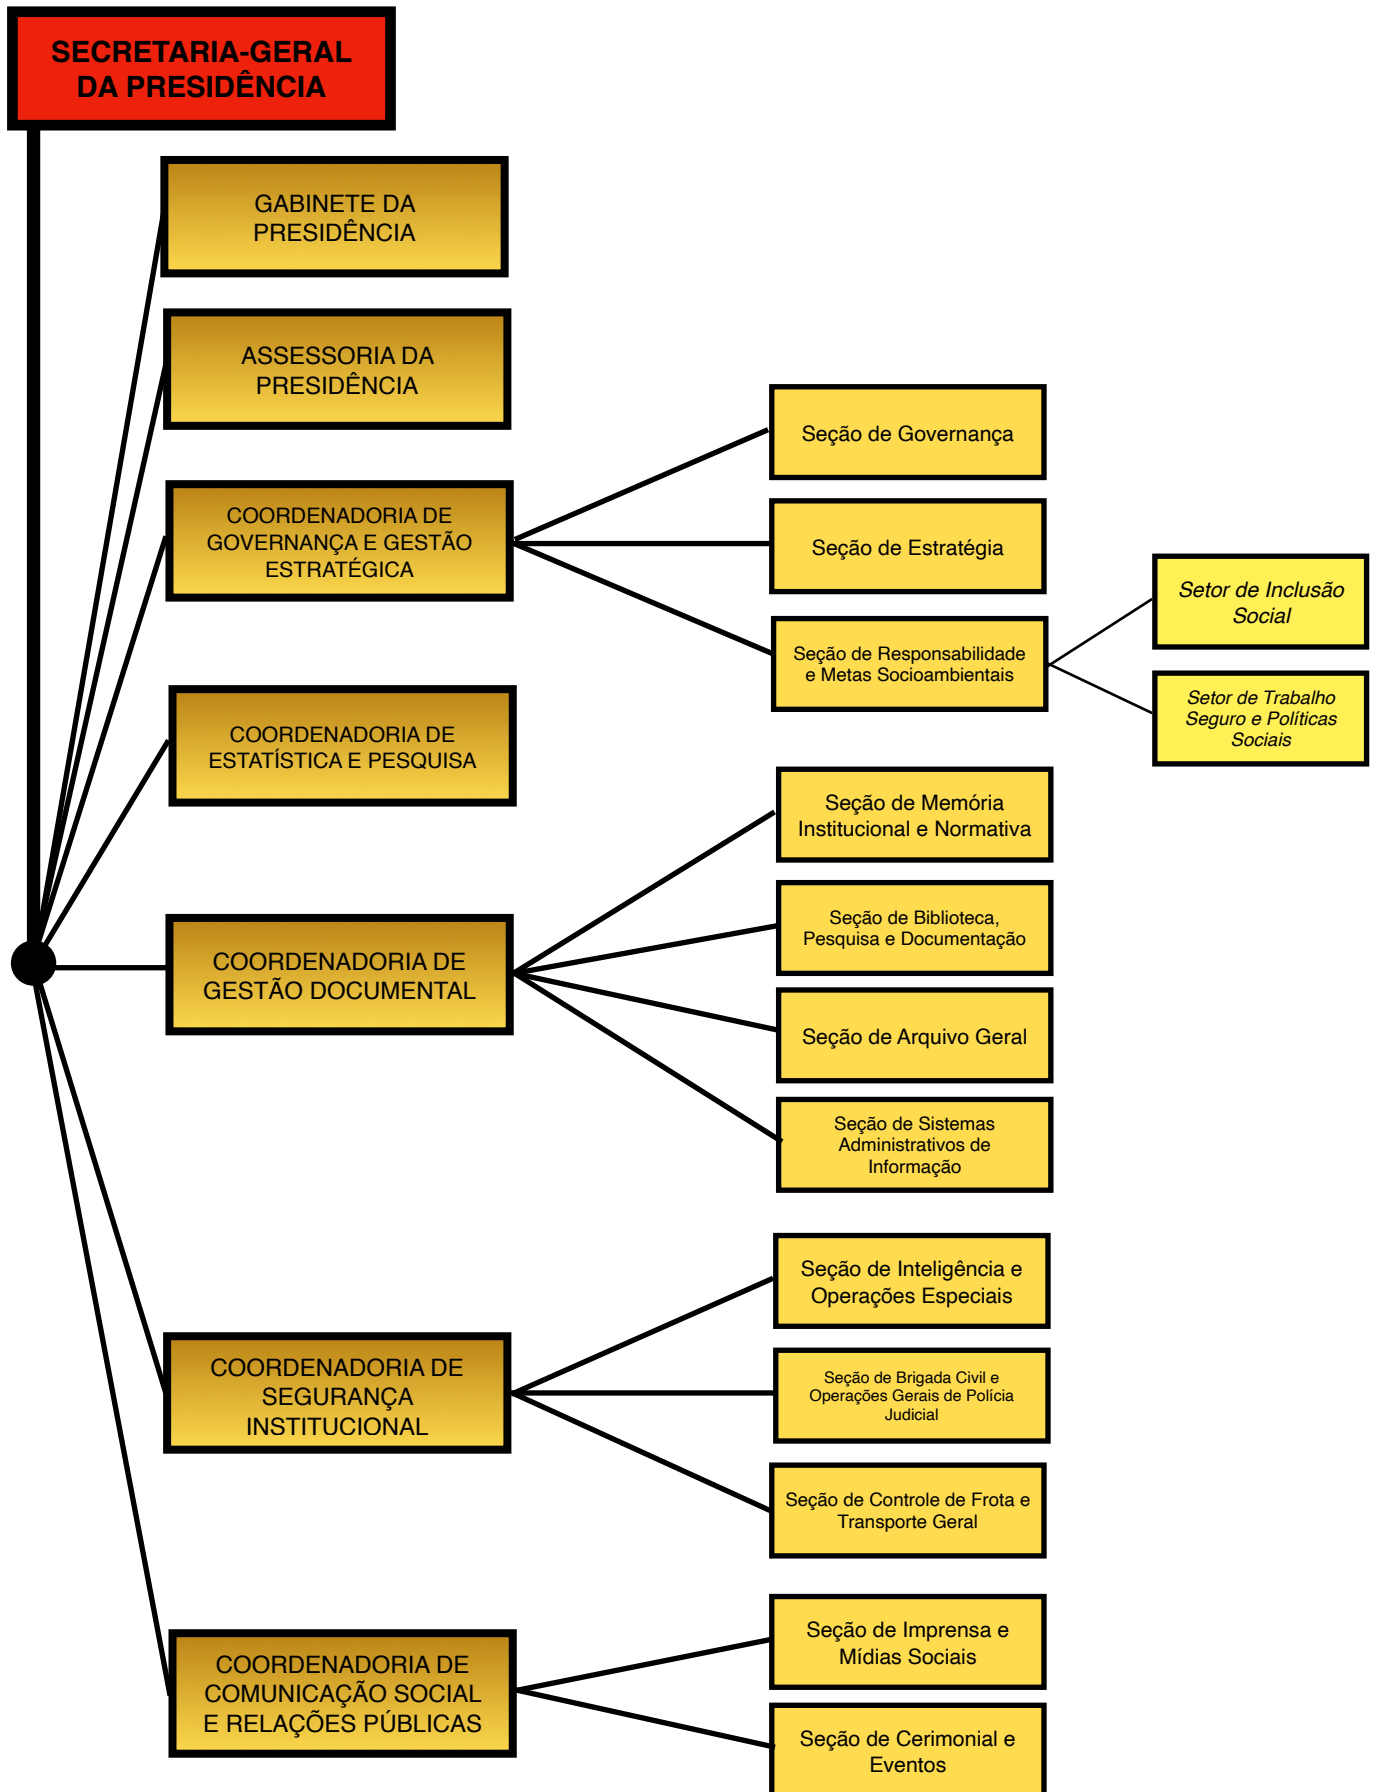 SECRETARIA-GERAL
DA PRESIDÊNCIA
GABINETE DA
PRESIDÊNCIA
ASSESSORIA DA
PRESIDÊNCIA
COORDENADORIA DE
GOVERNANÇA E GESTÃO
ESTRATÉGICA
Seção de Governança
Seção de Estratégia
Seção de Responsabilidade
e Metas Socioambientais
Setor de Inclusão
Social
Setor de Trabalho
Seguro e Políticas
Sociais
COORDENADORIA DE
ESTATÍSTICA E PESQUISA
COORDENADORIA DE
GESTÃO DOCUMENTAL
Seção de Memória
Institucional e Normativa
Seção de Biblioteca,
Pesquisa e Documentação
Seção de Arquivo Geral
Seção de Sistemas
Administrativos de
Informação
COORDENADORIA DE
SEGURANÇA
INSTITUCIONAL
Seção de Inteligência e
Operações Especiais
Seção de Brigada Civil e
Operações Gerais de Polícia
Judicial
Seção de Controle de Frota e
Transporte Geral
COORDENADORIA DE
COMUNICAÇÃO SOCIAL
E RELAÇÕES PÚBLICAS
Seção de Imprensa e
Mídias Sociais
Seção de Cerimonial e
Eventos